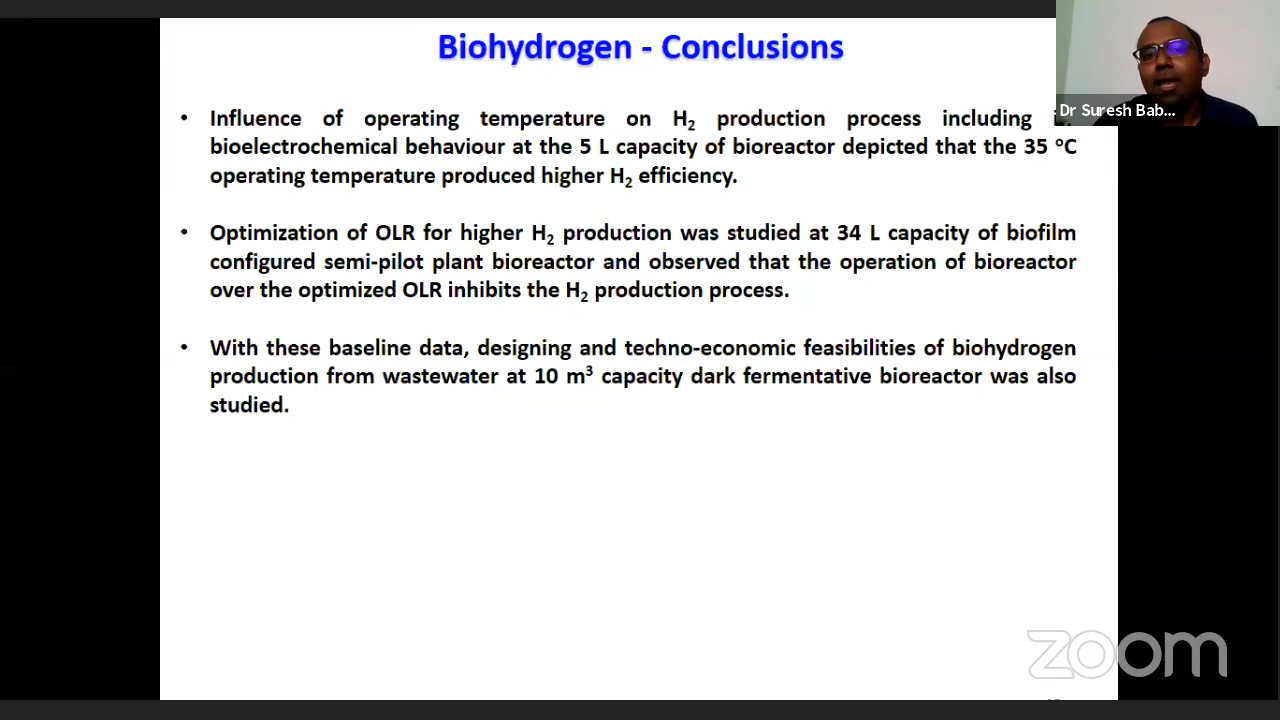 Biohydrogen - Conclusions
Dr Suresh Bab...
• Influence of operating temperature on H₂ production process including
bioelectrochemical behaviour at the 5 L capacity of bioreactor depicted that the 35 ᵒC
operating temperature produced higher H₂ efficiency.
• Optimization of OLR for higher H₂ production was studied at 34 L capacity of biofilm
configured semi-pilot plant bioreactor and observed that the operation of bioreactor
over the optimized OLR inhibits the H₂ production process.
• With these baseline data, designing and techno-economic feasibilities of biohydrogen
production from wastewater at 10 m³ capacity dark fermentative bioreactor was also
studied.
zoom